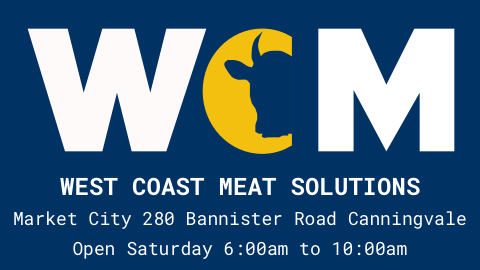 WCM
WEST COAST MEAT SOLUTIONS
Market City 280 Bannister Road Canningvale
Open Saturday 6:00am to 10:00am